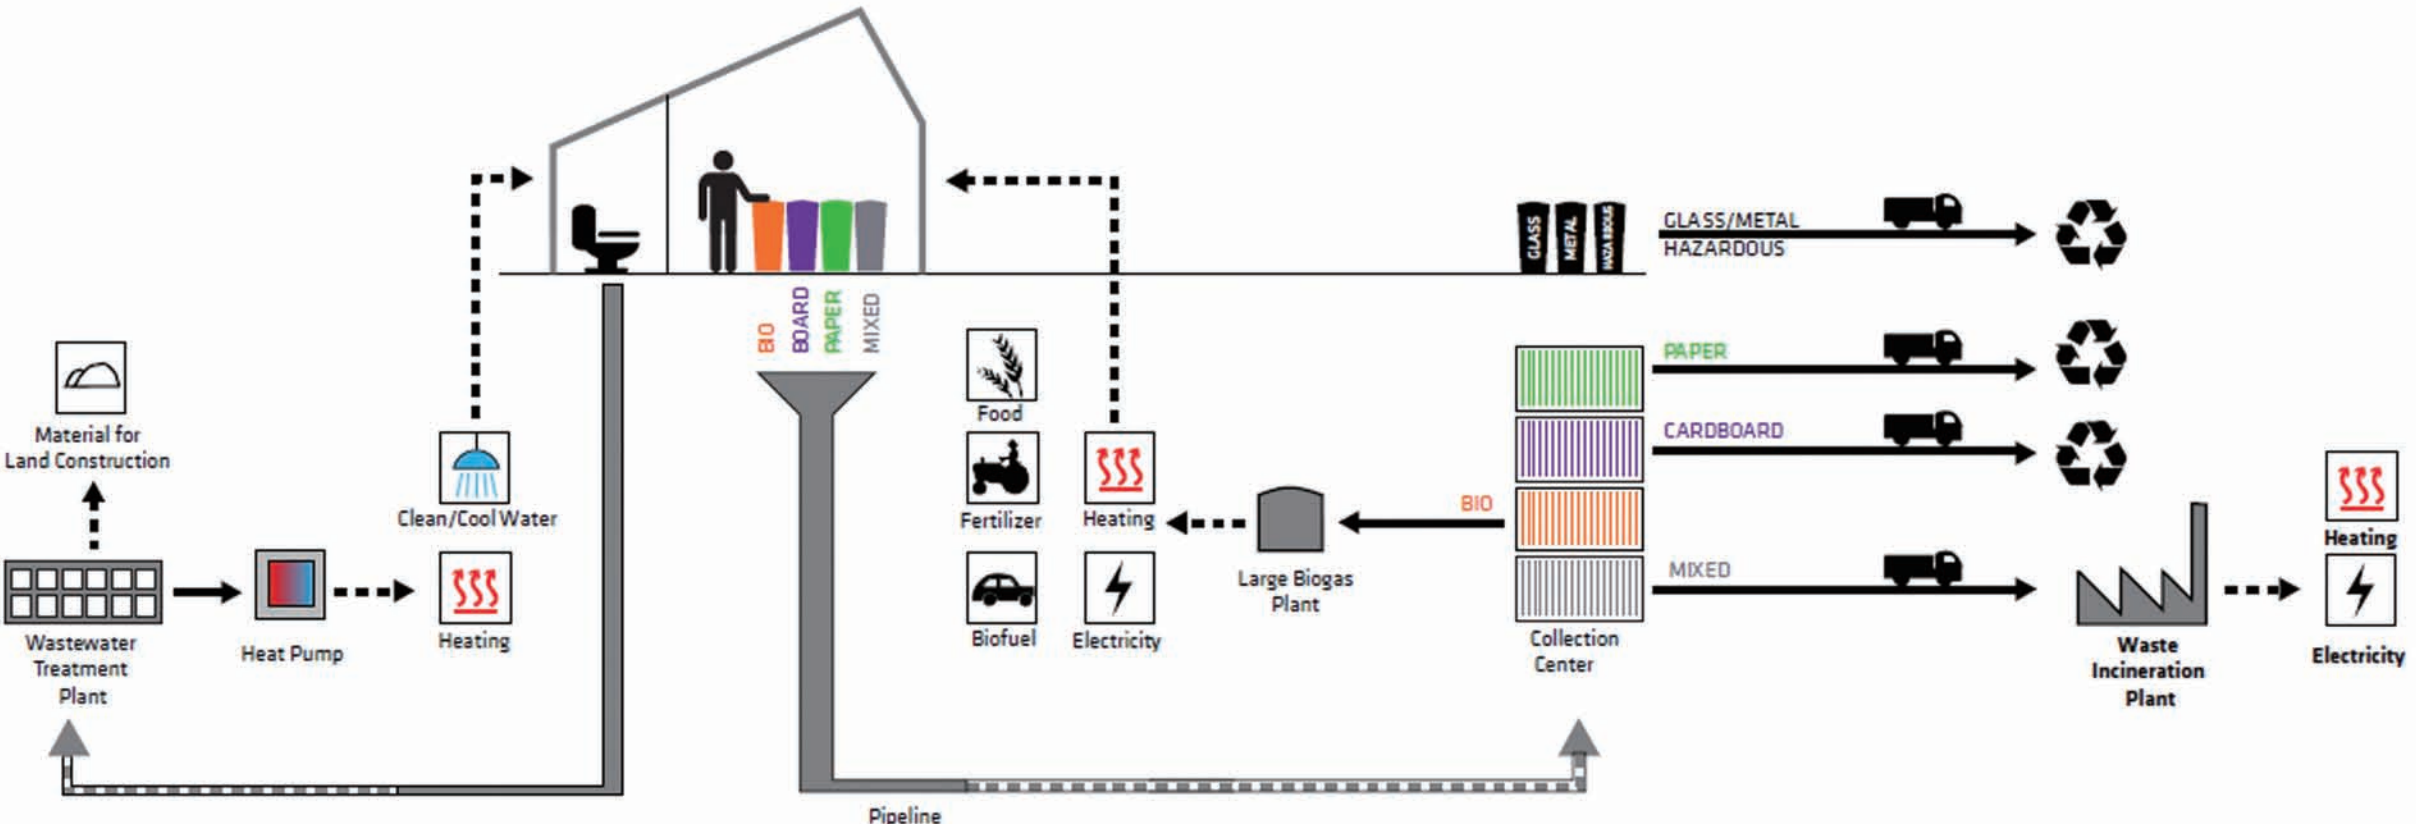 GLASS
METAL
HAZARDOUS
GLASS/METAL
HAZARDOUS
BIO
BOARD
PAPER
MIXED
PAPER
Food
CARDBOARD
Material for
Land Construction
Clean/Cool Water
Fertilizer
Heating
BIO
Heating
Large Biogas
Plant
MIXED
Wastewater
Treatment
Plant
Heat Pump
Heating
Biofuel
Electricity
Collection
Center
Waste
Incineration
Plant
Electricity
Pipeline